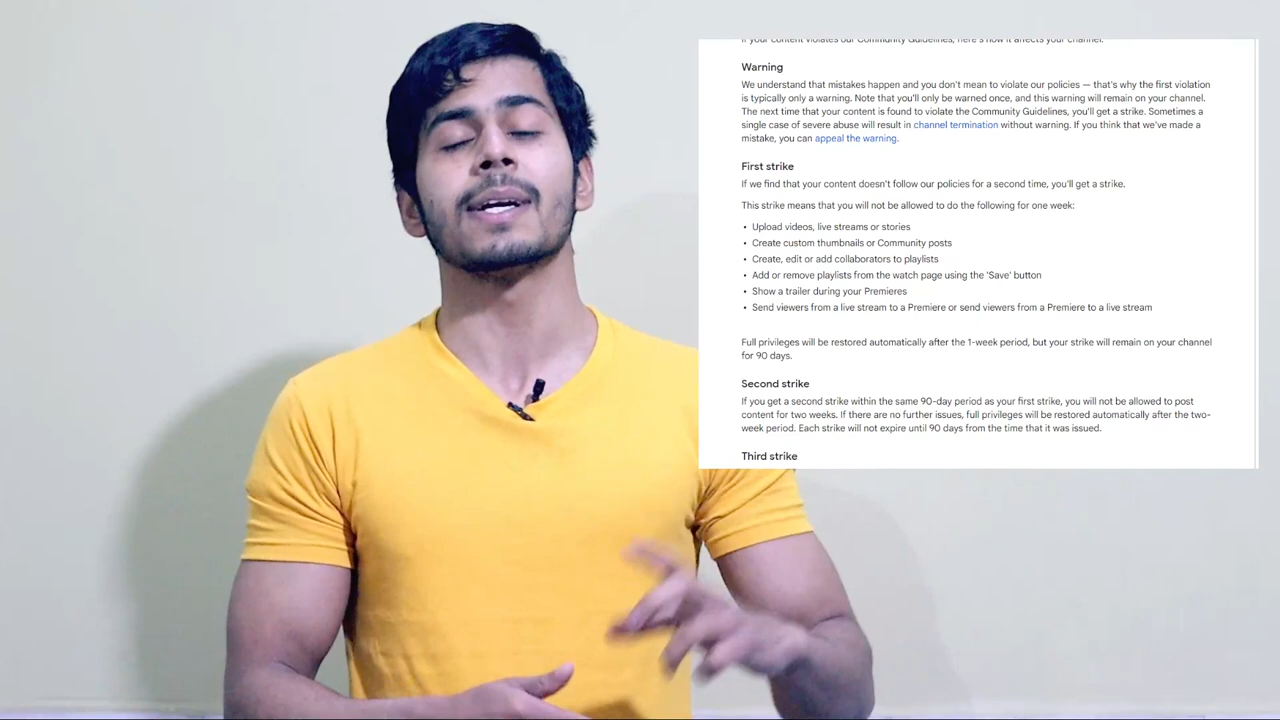 If your content violates our Community Guidelines, here's how it affects your channel.
Warning
We understand that mistakes happen and you don't mean to violate our policies — that's why the first violation
is typically only a warning. Note that you'll only be warned once, and this warning will remain on your channel.
The next time that your content is found to violate the Community Guidelines, you'll get a strike. Sometimes a
single case of severe abuse will result in channel termination without warning. If you think that we've made a
mistake, you can appeal the warning.
First strike
If we find that your content doesn't follow our policies for a second time, you'll get a strike.
This strike means that you will not be allowed to do the following for one week:
• Upload videos, live streams or stories
• Create custom thumbnails or Community posts
• Create, edit or add collaborators to playlists
• Add or remove playlists from the watch page using the 'Save' button
• Show a trailer during your Premieres
• Send viewers from a live stream to a Premiere or send viewers from a Premiere to a live stream
Full privileges will be restored automatically after the 1-week period, but your strike will remain on your channel
for 90 days.
Second strike
If you get a second strike within the same 90-day period as your first strike, you will not be allowed to post
content for two weeks. If there are no further issues, full privileges will be restored automatically after the two-
week period. Each strike will not expire until 90 days from the time that it was issued.
Third strike